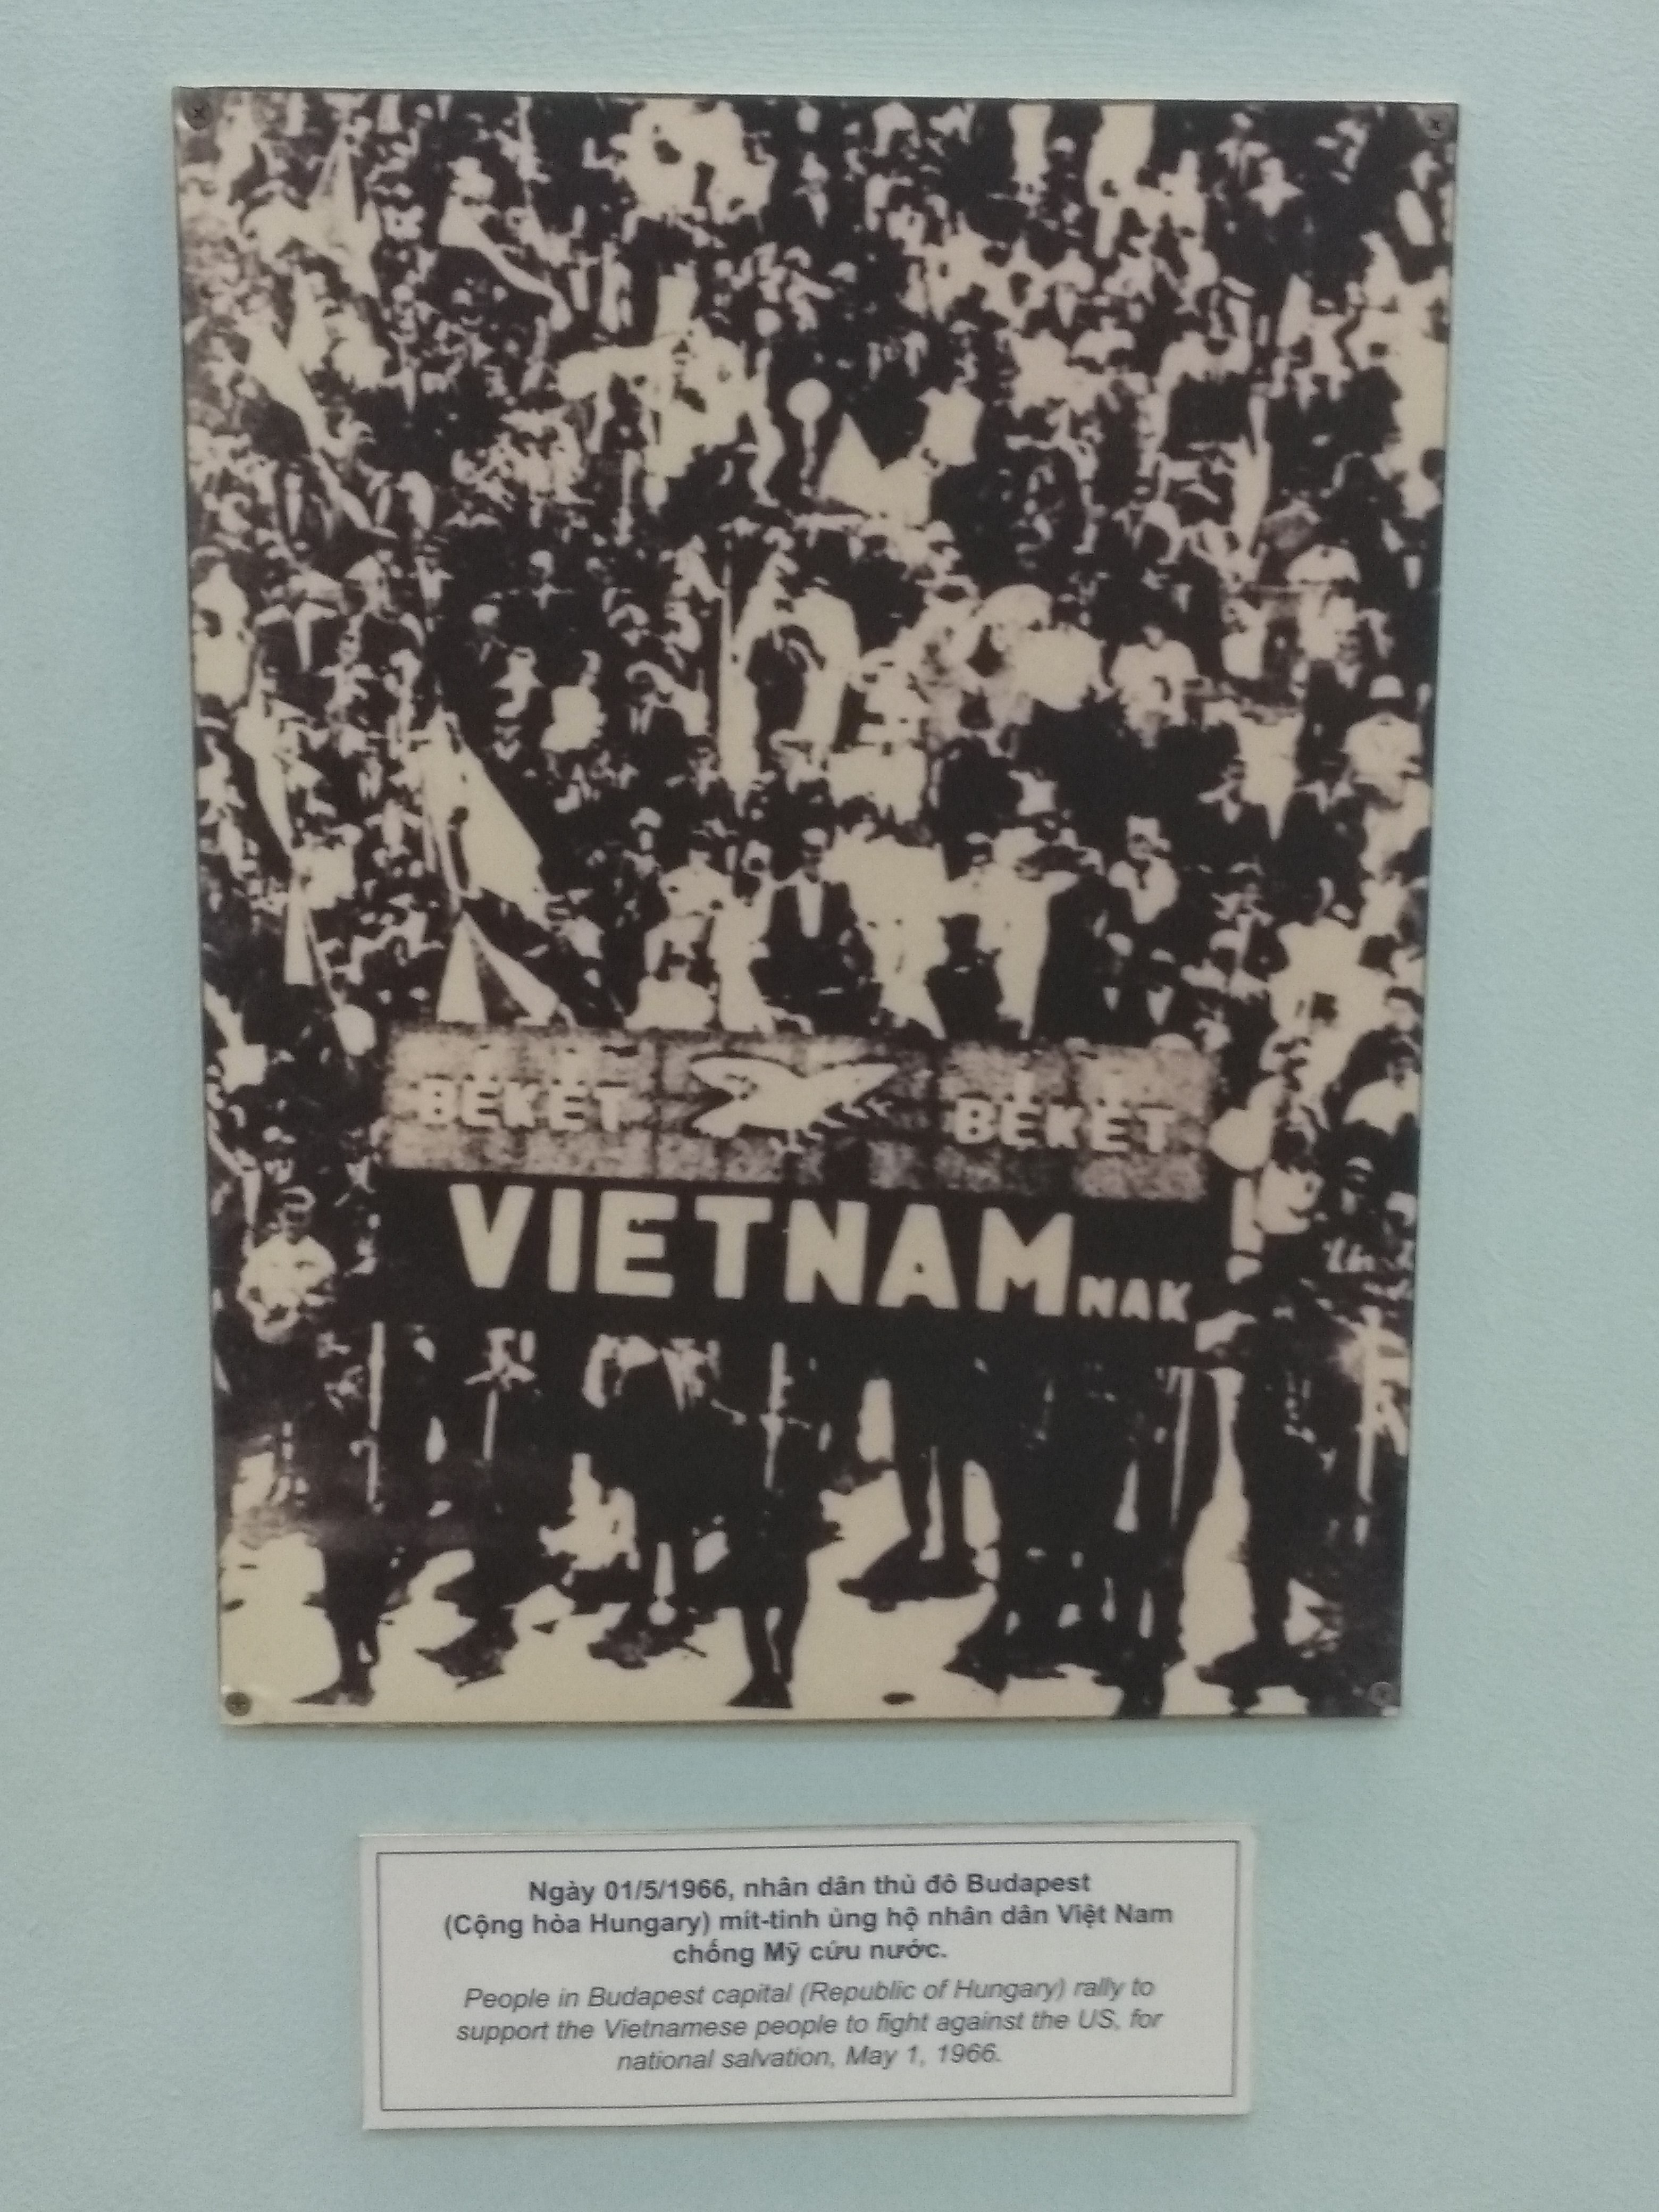 BÉKÉT BÉKÉT
VIETNAMNAK
Ngày 01/5/1966, nhân dân thủ đô Budapest
(Cộng hòa Hungary) mít-tinh ủng hộ nhân dân Việt Nam
chống Mỹ cứu nước.
People in Budapest capital (Republic of Hungary) rally to
support the Vietnamese people to fight against the US, for
national salvation, May 1, 1966.